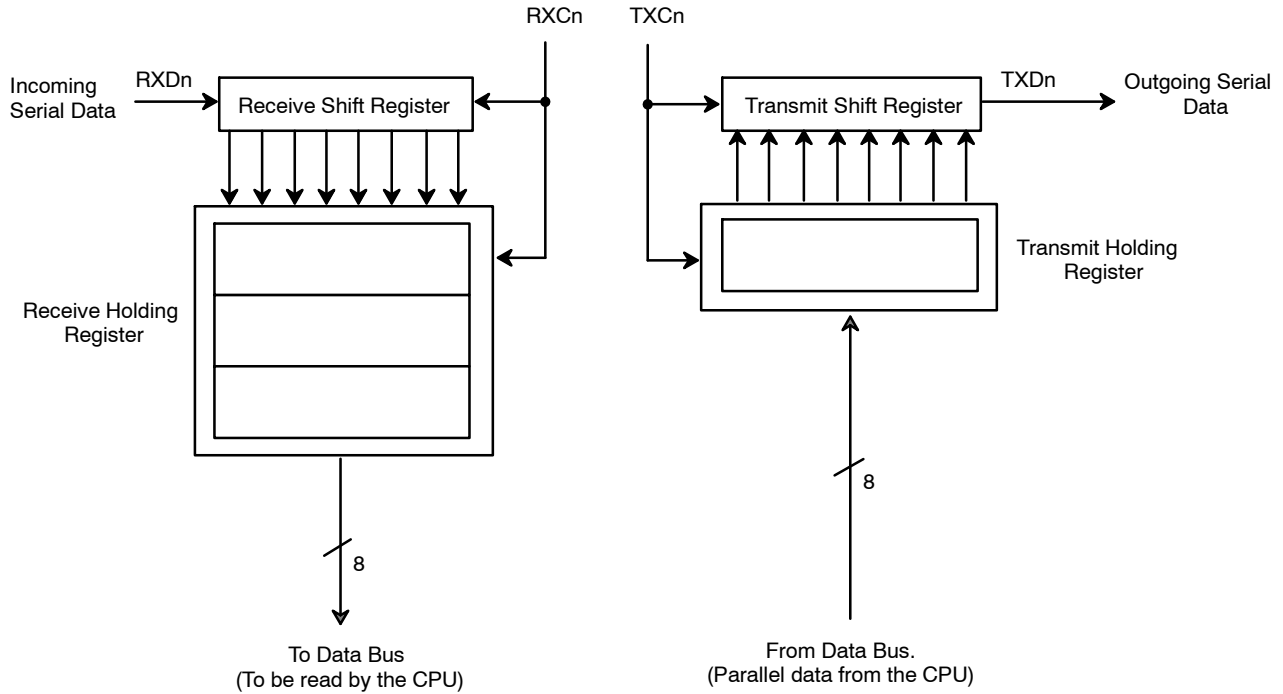 RXCn
TXCn
Incoming
Serial Data
RXDn
Receive Shift Register
Transmit Shift Register
TXDn
Outgoing Serial
Data
Receive Holding
Register
Transmit Holding
Register
8
8
To Data Bus
(To be read by the CPU)
From Data Bus.
(Parallel data from the CPU)